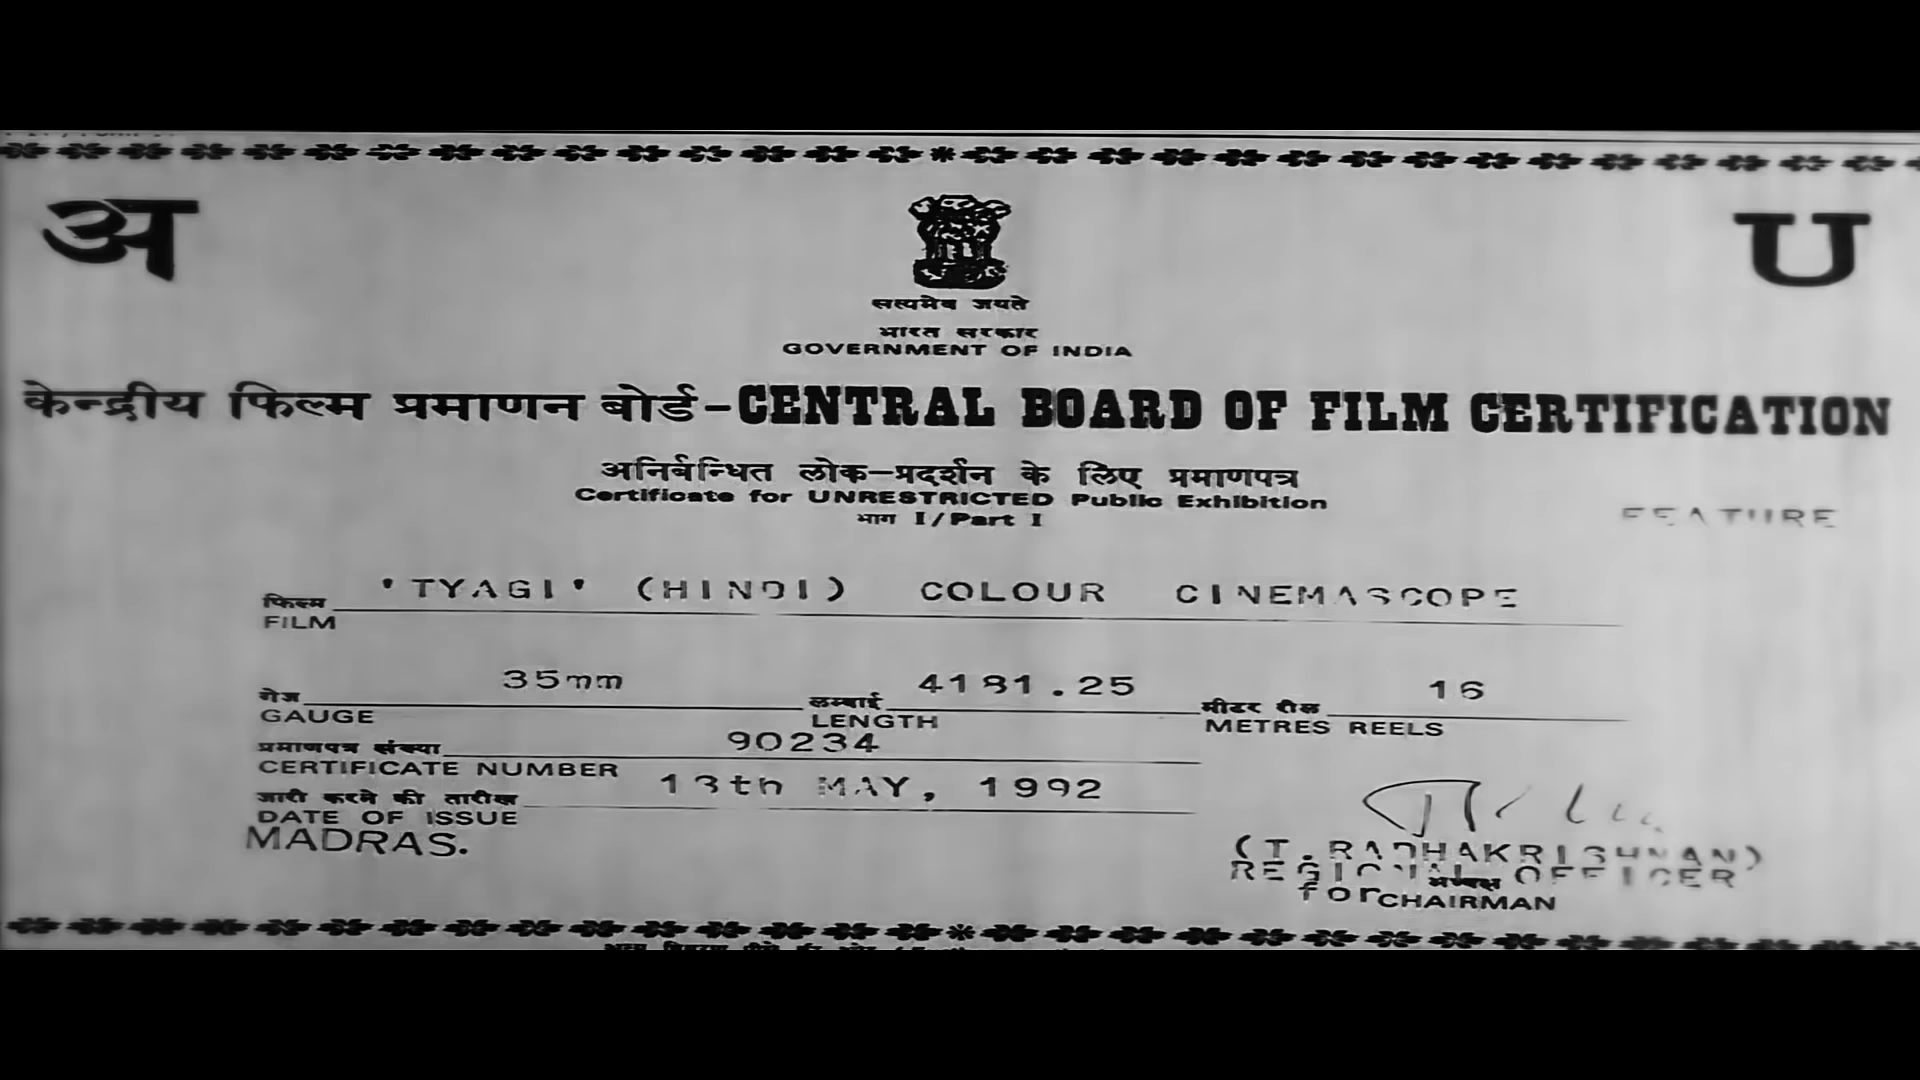 अ
U
सत्यमेव जयते
भारत सरकार
GOVERNMENT OF INDIA
केन्द्रीय फिल्म प्रमाणन बोर्ड-CENTRAL BOARD OF FILM CERTIFICATION
अनिर्बन्धित लोक-प्रदर्शन के लिए प्रमाणपत्र
Certificate for UNRESTRICTED Public Exhibition
भाग I/Part I
FEATURE
फिल्म 'TYAGI' (HINDI) COLOUR CINEMASCOPE
FILM
गेज 35mm लम्बाई 4181.25 मीटर रील 16
GAUGE LENGTH METRES REELS
प्रमाणपत्र संख्या 90234
CERTIFICATE NUMBER
जारी करने की तारीख 13th MAY, 1992
DATE OF ISSUE
MADRAS.
(T.RADHAKRISHNAN)
REGIONAL OFFICER
अध्यक्ष
for CHAIRMAN